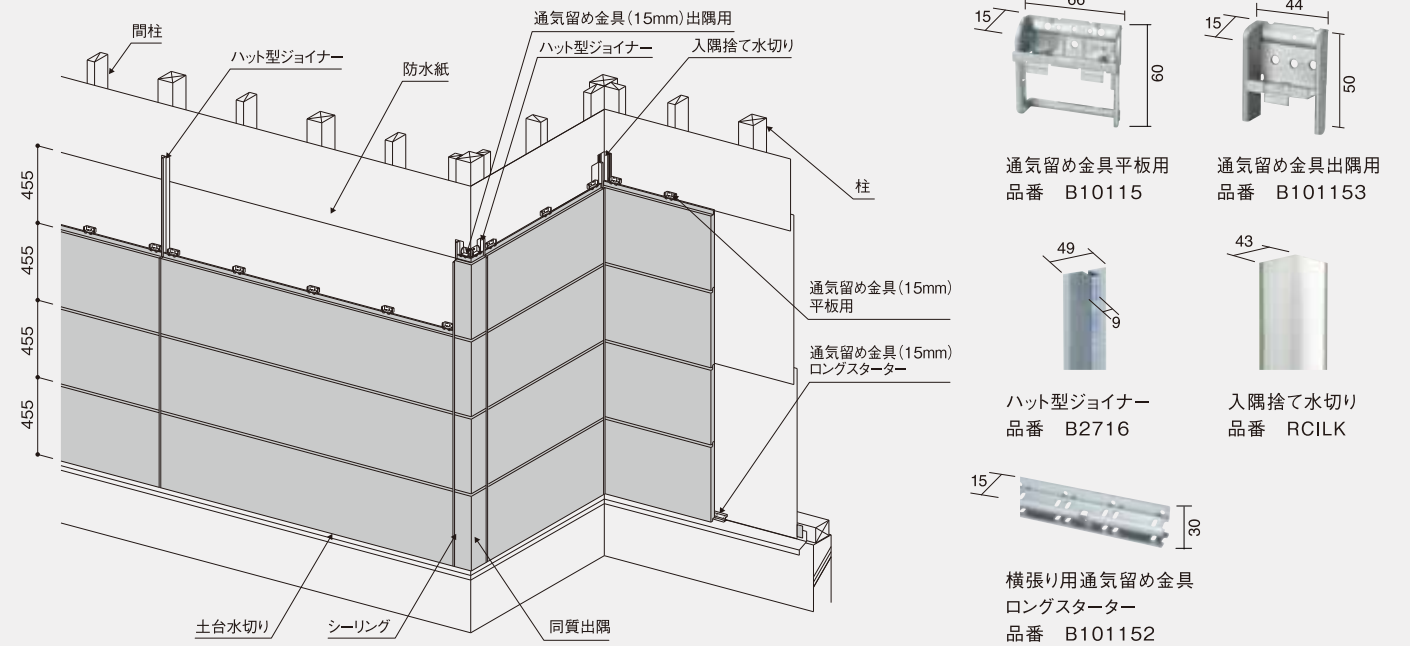 通気留め金具(15mm)出隅用
間柱
ハット型ジョイナー
ハット型ジョイナー
入隅捨て水切り
防水紙
柱
455
455
455
455
通気留め金具(15mm)
平板用
通気留め金具(15mm)
ロングスターター
土台水切り
シーリング
同質出隅
15
66
60
通気留め金具平板用
品番 B10115
15
44
50
通気留め金具出隅用
品番 B101153
49
9
ハット型ジョイナー
品番 B2716
43
入隅捨て水切り
品番 RCILK
15
30
横張り用通気留め金具
ロングスターター
品番 B101152